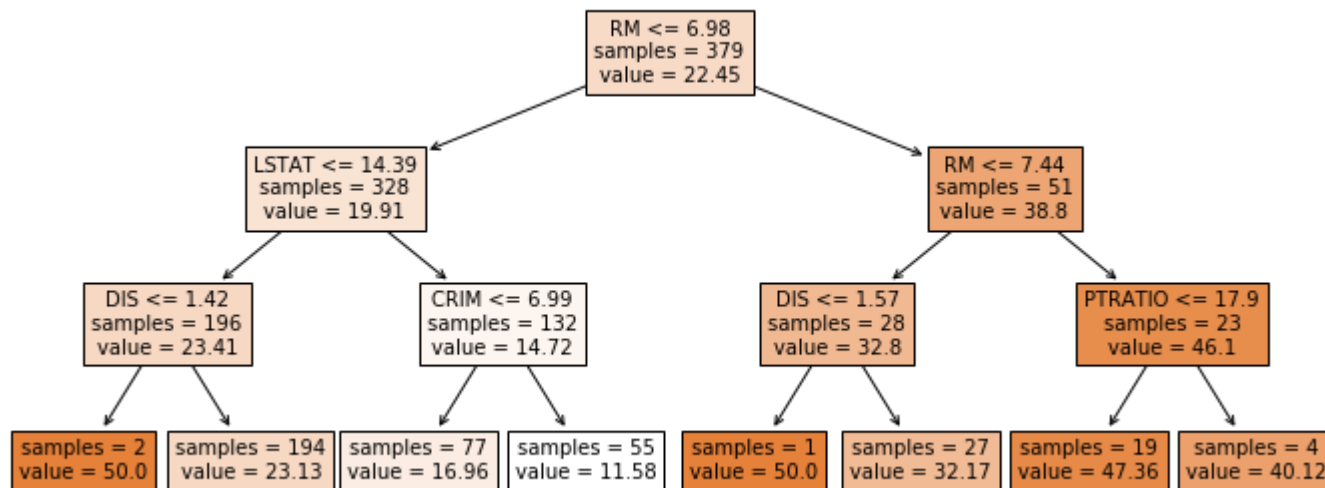 RM <= 6.98
samples = 379
value = 22.45
LSTAT <= 14.39
samples = 328
value = 19.91
RM <= 7.44
samples = 51
value = 38.8
DIS <= 1.42
samples = 196
value = 23.41
CRIM <= 6.99
samples = 132
value = 14.72
DIS <= 1.57
samples = 28
value = 32.8
PTRATIO <= 17.9
samples = 23
value = 46.1
samples = 2
value = 50.0
samples = 194
value = 23.13
samples = 77
value = 16.96
samples = 55
value = 11.58
samples = 1
value = 50.0
samples = 27
value = 32.17
samples = 19
value = 47.36
samples = 4
value = 40.12